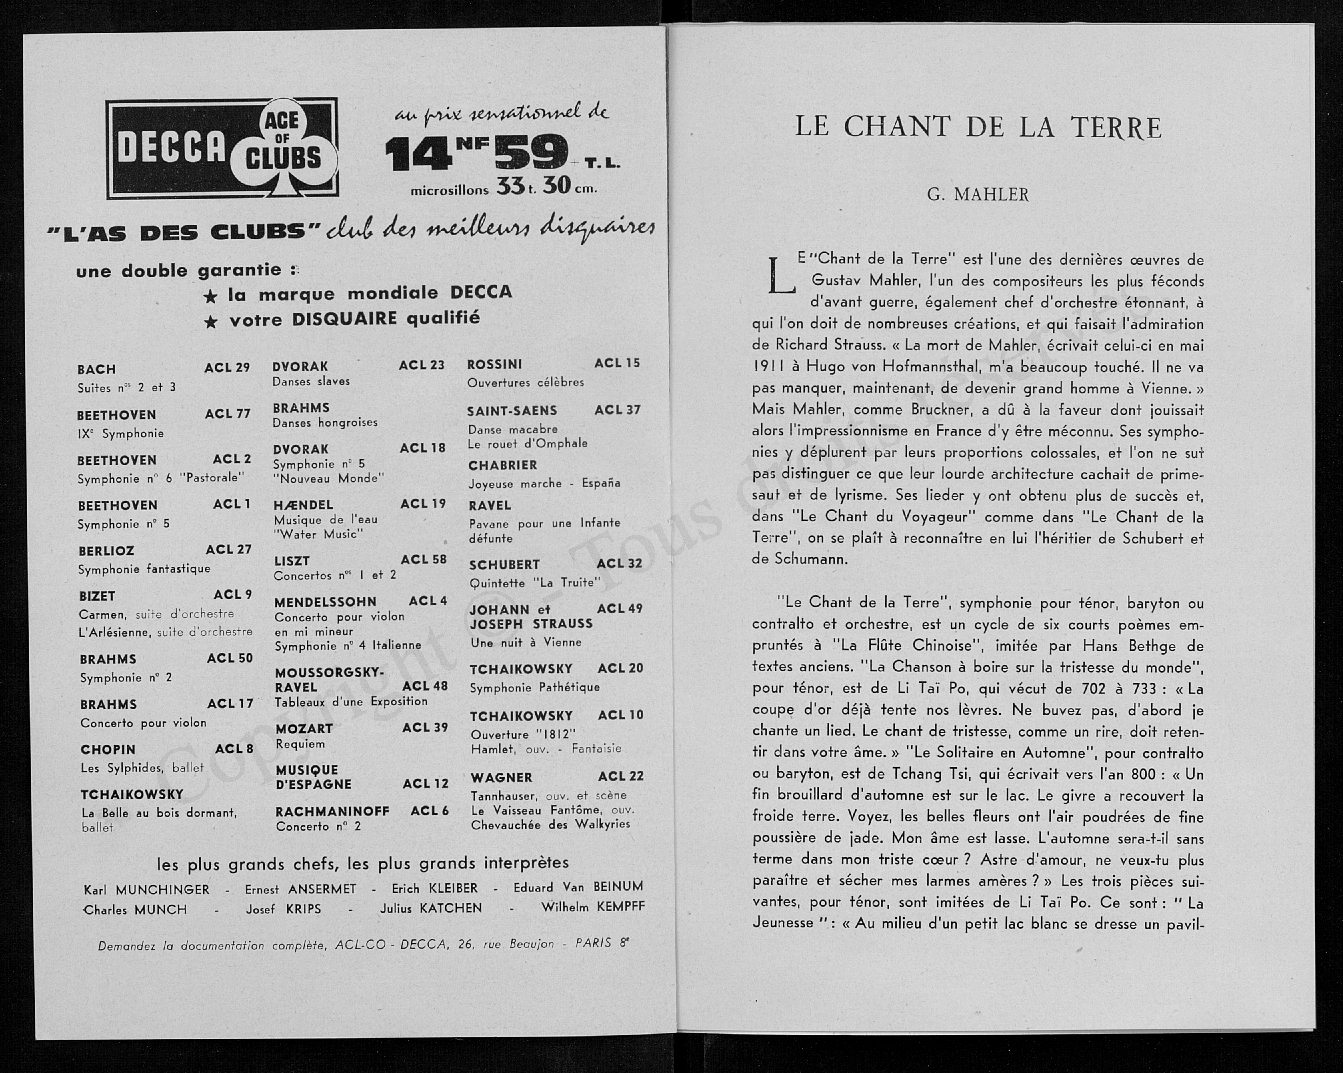 DECCA
ACE
OF
CLUBS
au prix sensationnel de
14 NF 59 T.L.
microsillons 33 t. 30 cm.
"L'AS DES CLUBS" club des meilleurs disquaires
une double garantie :
★ la marque mondiale DECCA
★ votre DISQUAIRE qualifié
BACH ACL 29
Suites nos 2 et 3
BEETHOVEN ACL 77
IXe Symphonie
BEETHOVEN ACL 2
Symphonie n° 6 "Pastorale"
BEETHOVEN ACL 1
Symphonie n° 5
BERLIOZ ACL 27
Symphonie fantastique
BIZET ACL 9
Carmen, suite d'orchestre
L'Arlésienne, suite d'orchestre
BRAHMS ACL 50
Symphonie n° 2
BRAHMS ACL 17
Concerto pour violon
CHOPIN ACL 8
Les Sylphides, ballet
TCHAIKOWSKY
La Belle au bois dormant,
ballet
DVORAK ACL 23
Danses slaves
BRAHMS
Danses hongroises
DVORAK ACL 18
Symphonie n° 5
"Nouveau Monde"
HÆNDEL ACL 19
Musique de l'eau
"Water Music"
LISZT ACL 58
Concertos nos 1 et 2
MENDELSSOHN ACL 4
Concerto pour violon
en mi mineur
Symphonie n° 4 Italienne
MOUSSORGSKY-
RAVEL ACL 48
Tableaux d'une Exposition
MOZART ACL 39
Requiem
MUSIQUE
D'ESPAGNE ACL 12
RACHMANINOFF ACL 6
Concerto n° 2
ROSSINI ACL 15
Ouvertures célèbres
SAINT-SAENS ACL 37
Danse macabre
Le rouet d'Omphale
CHABRIER
Joyeuse marche - España
RAVEL
Pavane pour une Infante
défunte
SCHUBERT ACL 32
Quintette "La Truite"
JOHANN et ACL 49
JOSEPH STRAUSS
Une nuit à Vienne
TCHAIKOWSKY ACL 20
Symphonie Pathétique
TCHAIKOWSKY ACL 10
Ouverture "1812"
Hamlet, ouv. - Fantaisie
WAGNER ACL 22
Tannhauser, ouv. et scène
Le Vaisseau Fantôme, ouv.
Chevauchée des Walkyries
les plus grands chefs, les plus grands interprètes
Karl MUNCHINGER - Ernest ANSERMET - Erich KLEIBER - Eduard Van BEINUM
Charles MUNCH - Josef KRIPS - Julius KATCHEN - Wilhelm KEMPFF
Demandez la documentation complète, ACL-CO - DECCA, 26, rue Beaujon - PARIS 8e
LE CHANT DE LA TERRE
G. MAHLER
LE "Chant de la Terre" est l'une des dernières œuvres de
Gustav Mahler, l'un des compositeurs les plus féconds
d'avant guerre, également chef d'orchestre étonnant, à
qui l'on doit de nombreuses créations, et qui faisait l'admiration
de Richard Strauss. « La mort de Mahler, écrivait celui-ci en mai
1911 à Hugo von Hofmannsthal, m'a beaucoup touché. Il ne va
pas manquer, maintenant, de devenir grand homme à Vienne. »
Mais Mahler, comme Bruckner, a dû à la faveur dont jouissait
alors l'impressionnisme en France d'y être méconnu. Ses sympho-
nies y déplurent par leurs proportions colossales, et l'on ne sut
pas distinguer ce que leur lourde architecture cachait de prime-
saut et de lyrisme. Ses lieder y ont obtenu plus de succès et,
dans "Le Chant du Voyageur" comme dans "Le Chant de la
Terre", on se plaît à reconnaître en lui l'héritier de Schubert et
de Schumann.
"Le Chant de la Terre", symphonie pour ténor, baryton ou
contralto et orchestre, est un cycle de six courts poèmes em-
pruntés à "La Flûte Chinoise", imitée par Hans Bethge de
textes anciens. "La Chanson à boire sur la tristesse du monde",
pour ténor, est de Li Taï Po, qui vécut de 702 à 733 : « La
coupe d'or déjà tente nos lèvres. Ne buvez pas, d'abord je
chante un lied. Le chant de tristesse, comme un rire, doit reten-
tir dans votre âme. » "Le Solitaire en Automne", pour contralto
ou baryton, est de Tchang Tsi, qui écrivait vers l'an 800 : « Un
fin brouillard d'automne est sur le lac. Le givre a recouvert la
froide terre. Voyez, les belles fleurs ont l'air poudrées de fine
poussière de jade. Mon âme est lasse. L'automne sera-t-il sans
terme dans mon triste cœur ? Astre d'amour, ne veux-tu plus
paraître et sécher mes larmes amères ? » Les trois pièces sui-
vantes, pour ténor, sont imitées de Li Taï Po. Ce sont : " La
Jeunesse " : « Au milieu d'un petit lac blanc se dresse un pavil-
Copyright © - Tous droits réservés